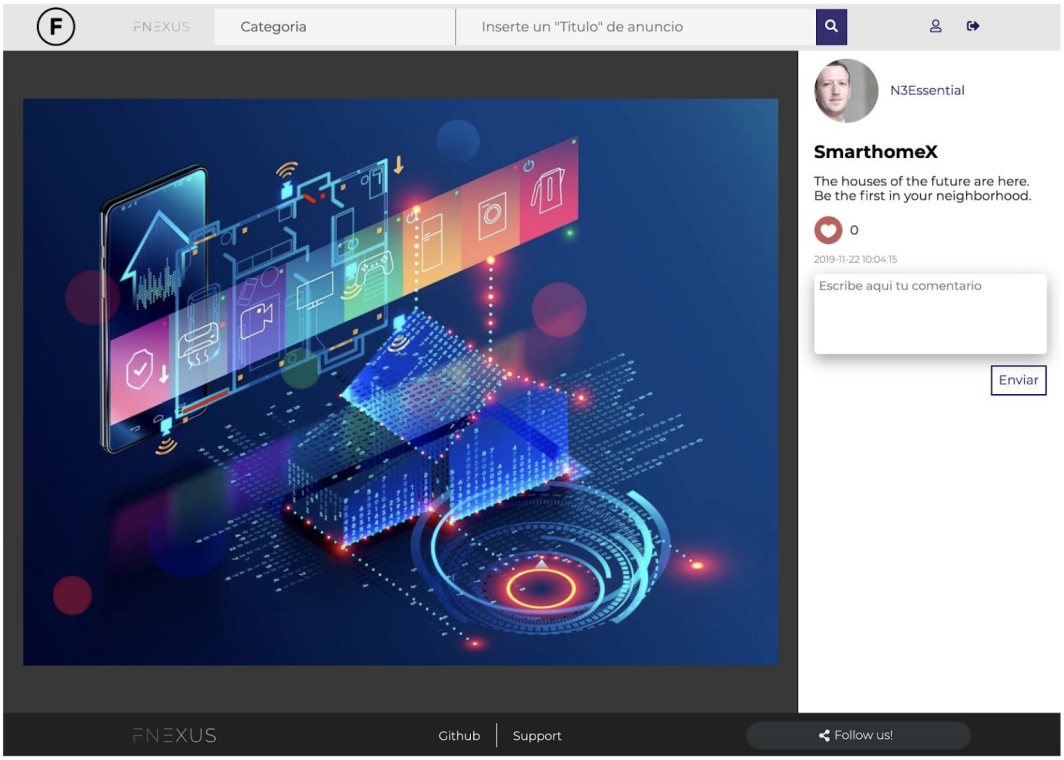 F
FNEXUS
Categoria
Inserte un "Titulo" de anuncio
N3Essential
SmarthomeX
The houses of the future are here.
Be the first in your neighborhood.
0
2019-11-22 10:04:15
Escribe aqui tu comentario
Enviar
FNEXUS
Github
Support
Follow us!